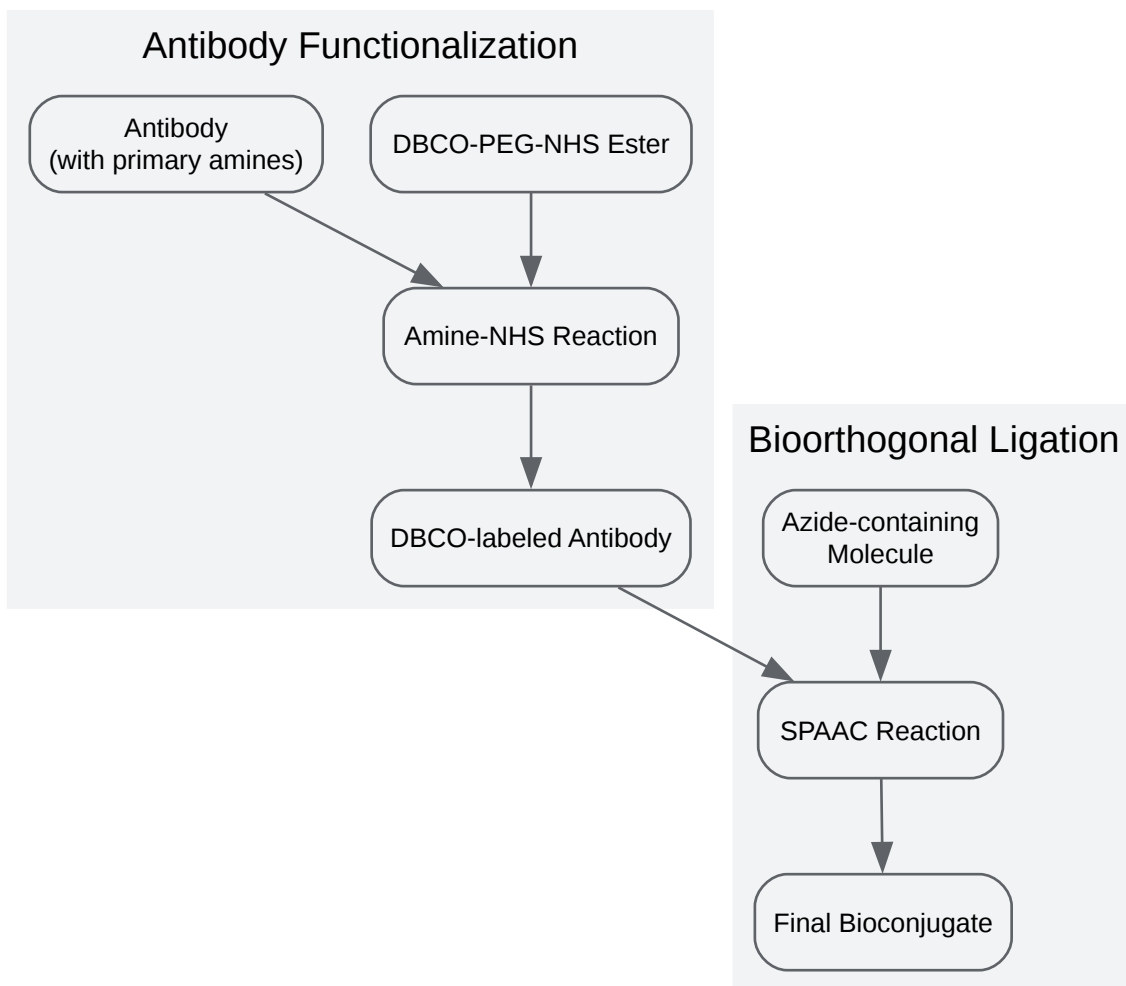 Antibody Functionalization
Antibody
(with primary amines)
DBCO-PEG-NHS Ester
Amine-NHS Reaction
DBCO-labeled Antibody
Bioorthogonal Ligation
Azide-containing
Molecule
SPAAC Reaction
Final Bioconjugate